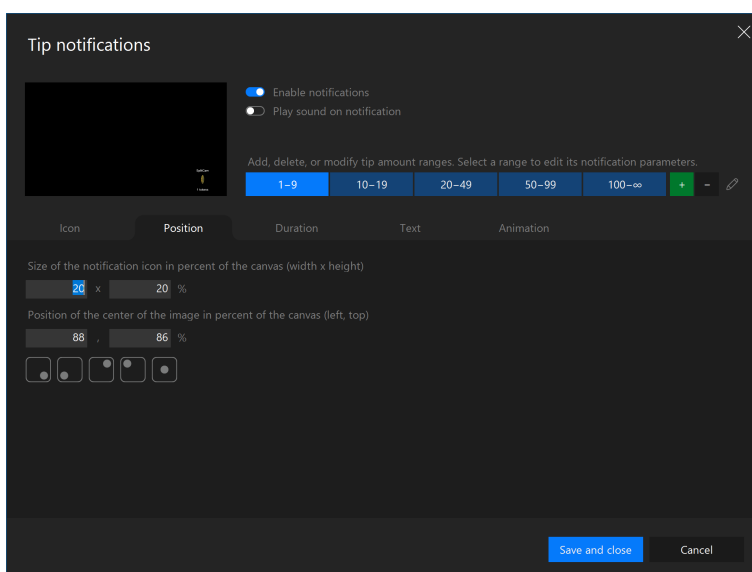 Tip notifications
Enable notifications
Play sound on notification
Add, delete, or modify tip amount ranges. Select a range to edit its notification parameters.
1–9 10–19 20–49 50–99 100–∞ + −
Icon Position Duration Text Animation
Size of the notification icon in percent of the canvas (width x height)
20 x 20 %
Position of the center of the image in percent of the canvas (left, top)
88 , 86 %
Save and close Cancel